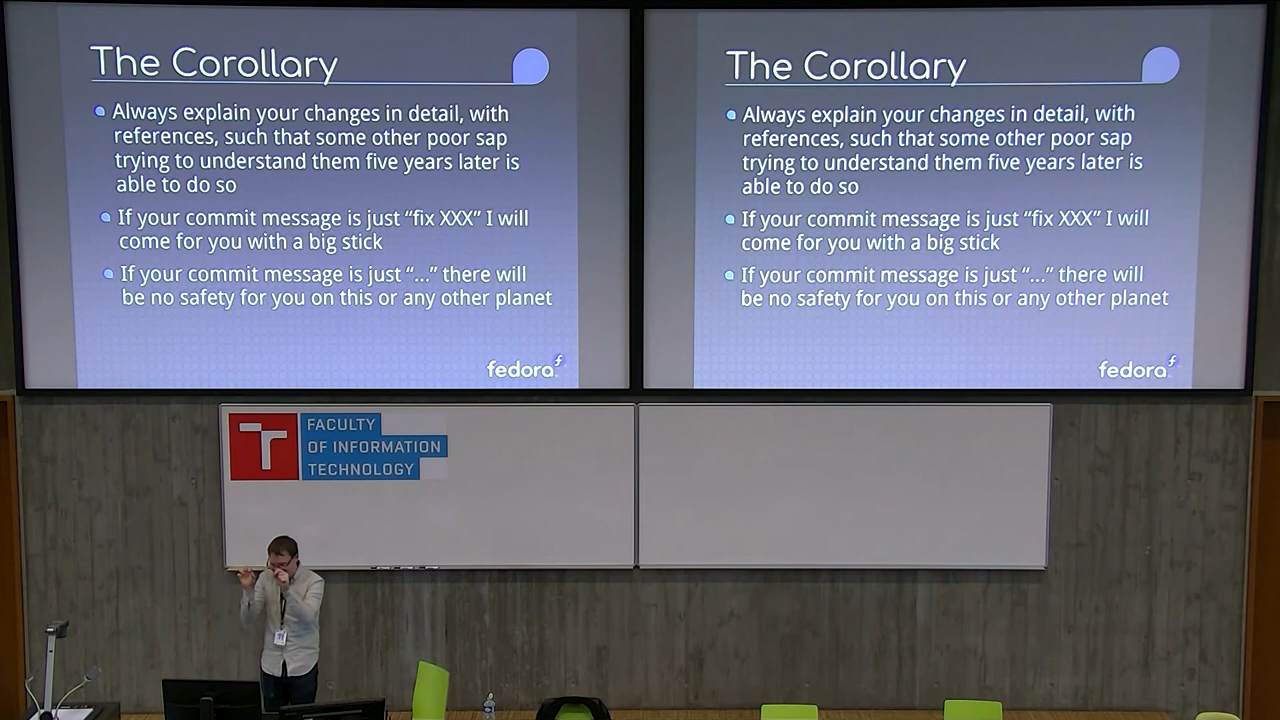 The Corollary
Always explain your changes in detail, with
references, such that some other poor sap
trying to understand them five years later is
able to do so
If your commit message is just “fix XXX” I will
come for you with a big stick
If your commit message is just “...” there will
be no safety for you on this or any other planet
fedora
The Corollary
Always explain your changes in detail, with
references, such that some other poor sap
trying to understand them five years later is
able to do so
If your commit message is just “fix XXX” I will
come for you with a big stick
If your commit message is just “...” there will
be no safety for you on this or any other planet
fedora
FACULTY
OF INFORMATION
TECHNOLOGY